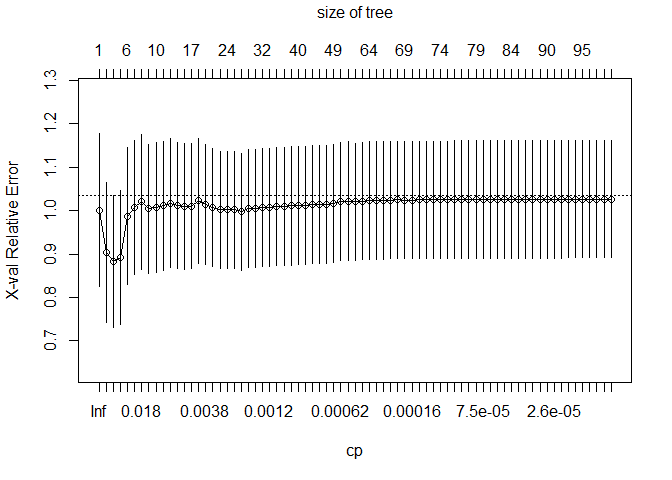 size of tree
1 6 10 17 24 32 40 49 64 69 74 79 84 90 95
X-val Relative Error
1.3
1.2
1.1
1.0
0.9
0.8
0.7
Inf 0.018 0.0038 0.0012 0.00062 0.00016 7.5e-05 2.6e-05
cp